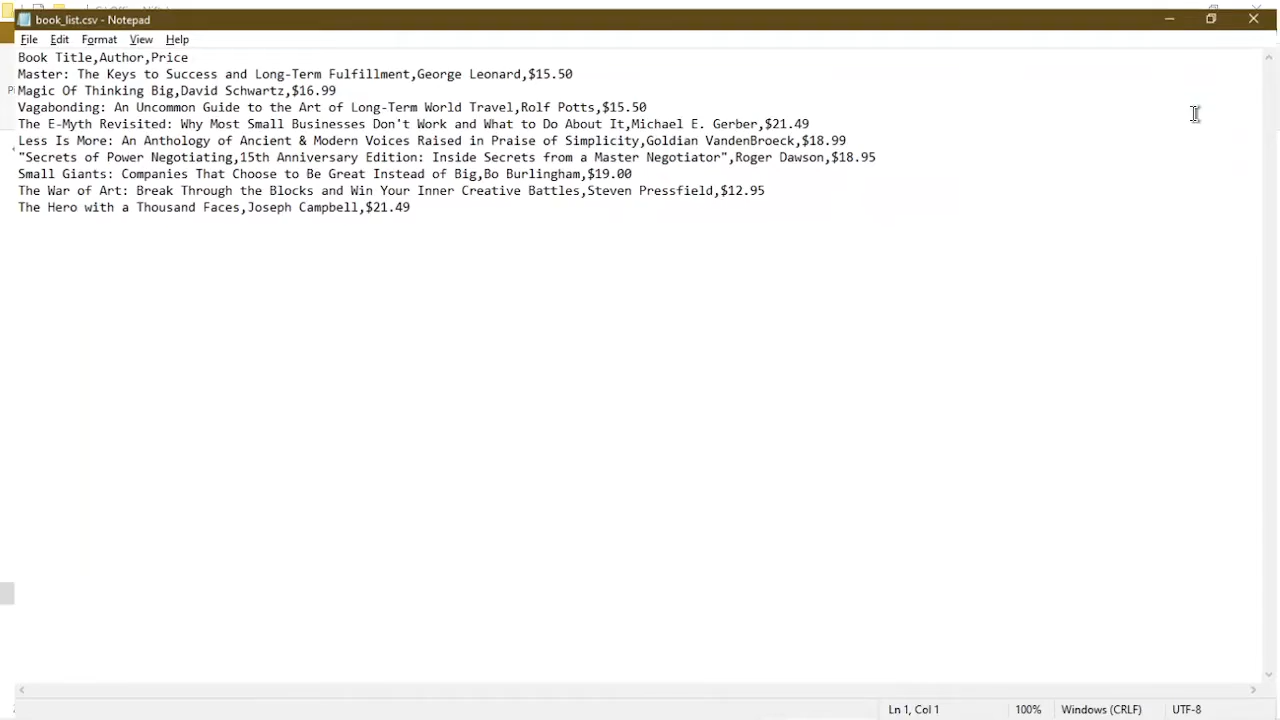 book_list.csv - Notepad
File Edit Format View Help
Book Title,Author,Price
Master: The Keys to Success and Long-Term Fulfillment,George Leonard,$15.50
Magic Of Thinking Big,David Schwartz,$16.99
Vagabonding: An Uncommon Guide to the Art of Long-Term World Travel,Rolf Potts,$15.50
The E-Myth Revisited: Why Most Small Businesses Don't Work and What to Do About It,Michael E. Gerber,$21.49
Less Is More: An Anthology of Ancient & Modern Voices Raised in Praise of Simplicity,Goldian VandenBroeck,$18.99
"Secrets of Power Negotiating,15th Anniversary Edition: Inside Secrets from a Master Negotiator",Roger Dawson,$18.95
Small Giants: Companies That Choose to Be Great Instead of Big,Bo Burlingham,$19.00
The War of Art: Break Through the Blocks and Win Your Inner Creative Battles,Steven Pressfield,$12.95
The Hero with a Thousand Faces,Joseph Campbell,$21.49
Ln 1, Col 1 100% Windows (CRLF) UTF-8